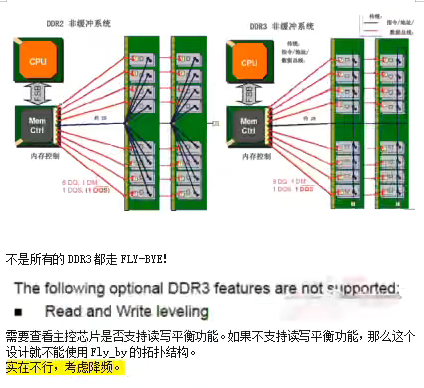 DDR2 非缓冲系统
DDR3 非缓冲系统
传缆:
指令/地址/
数据总线:
传缆:
指令/地址/
数据总线:
CPU
FSB
Mem
Ctrl
内存控制
8 DQ, 1 DM
1 DQS, (1 DQS)
CPU
FSB
Mem
Ctrl
内存控制
8 DQ, 1 DM
1 DQS, (1 DQS)
不是所有的DDR3都走FLY-BYE!
The following optional DDR3 features are not supported:
■ Read and Write leveling
需要查看主控芯片是否支持读写平衡功能。如果不支持读写平衡功能，那么这个
设计就不能使用Fly_by的拓扑结构。
实在不行，考虑降频。